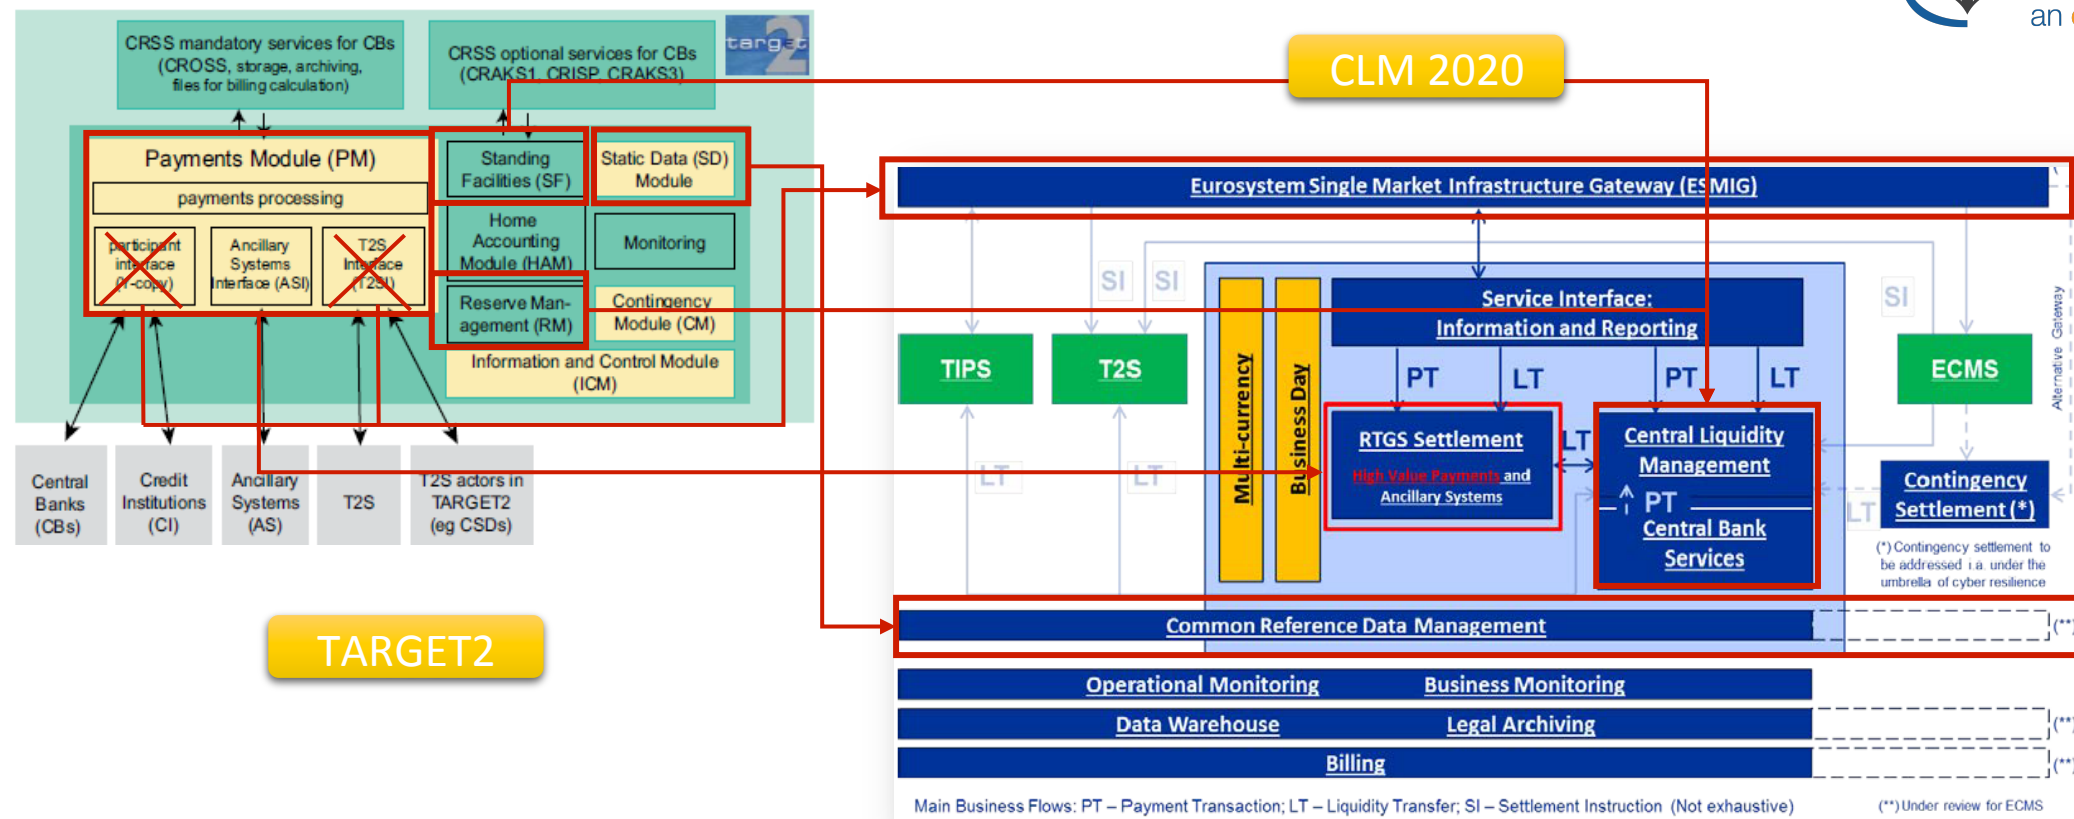 an
CRSS mandatory services for CBs
(CROSS, storage, archiving,
files for billing calculation)
CRSS optional services for CBs
(CRAKS1, CRISP, CRAKS3)
target
2
CLM 2020
Payments Module (PM)
payments processing
participant
interface
(Y-copy)
Ancillary
Systems
Interface (ASI)
T2S
Interface
(T2SI)
Standing
Facilities (SF)
Static Data (SD)
Module
Home
Accounting
Module (HAM)
Monitoring
Reserve Man-
agement (RM)
Contingency
Module (CM)
Information and Control Module
(ICM)
Central
Banks
(CBs)
Credit
Institutions
(CI)
Ancillary
Systems
(AS)
T2S
T2S actors in
TARGET2
(eg CSDs)
TARGET2
Eurosystem Single Market Infrastructure Gateway (ESMIG)
SI
SI
SI
Alternative Gateway
Service Interface:
Information and Reporting
TIPS
T2S
ECMS
Multi-currency
Business Day
PT
LT
PT
LT
RTGS Settlement
High Value Payments and
Ancillary Systems
LT
Central Liquidity
Management
PT
Central Bank
Services
LT
LT
LT
Contingency
Settlement (*)
(*) Contingency settlement to
be addressed i.a. under the
umbrella of cyber resilience
Common Reference Data Management
(**)
Operational Monitoring
Business Monitoring
Data Warehouse
Legal Archiving
(**)
Billing
(**)
Main Business Flows: PT – Payment Transaction; LT – Liquidity Transfer; SI – Settlement Instruction (Not exhaustive)
(**) Under review for ECMS